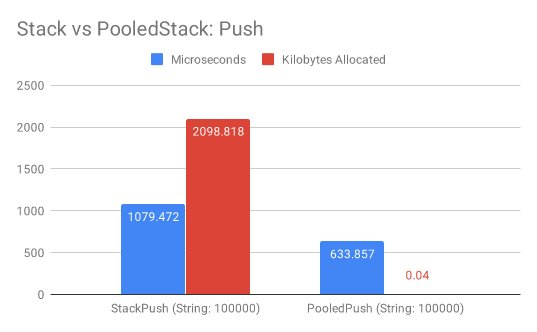 Stack vs PooledStack: Push
Microseconds
Kilobytes Allocated
2500
2000
1500
1000
500
0
2098.818
1079.472
633.857
0.04
StackPush (String: 100000)
PooledPush (String: 100000)